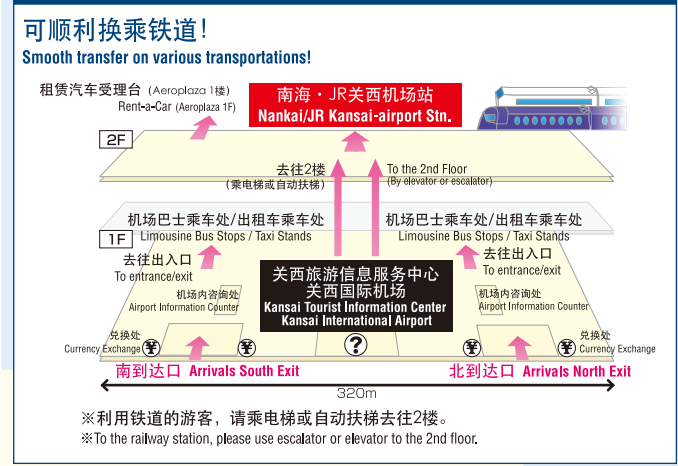 可顺利换乘铁道！
Smooth transfer on various transportations!
租赁汽车受理台 (Aeroplaza 1楼)
Rent-a-Car (Aeroplaza 1F)
南海・JR关西机场站
Nankai/JR Kansai-airport Stn.
2F
去往2楼
(乘电梯或自动扶梯)
To the 2nd Floor
(By elevator or escalator)
机场巴士乘车处/出租车乘车处
Limousine Bus Stops / Taxi Stands
机场巴士乘车处/出租车乘车处
Limousine Bus Stops / Taxi Stands
1F
去往出入口
To entrance/exit
去往出入口
To entrance/exit
关西旅游信息服务中心
关西国际机场
Kansai Tourist Information Center
Kansai International Airport
机场内咨询处
Airport Information Counter
机场内咨询处
Airport Information Counter
兑换处
Currency Exchange
¥
¥
?
¥
¥
兑换处
Currency Exchange
南到达口 Arrivals South Exit
北到达口 Arrivals North Exit
320m
※利用铁道的游客，请乘电梯或自动扶梯去往2楼。
※To the railway station, please use escalator or elevator to the 2nd floor.